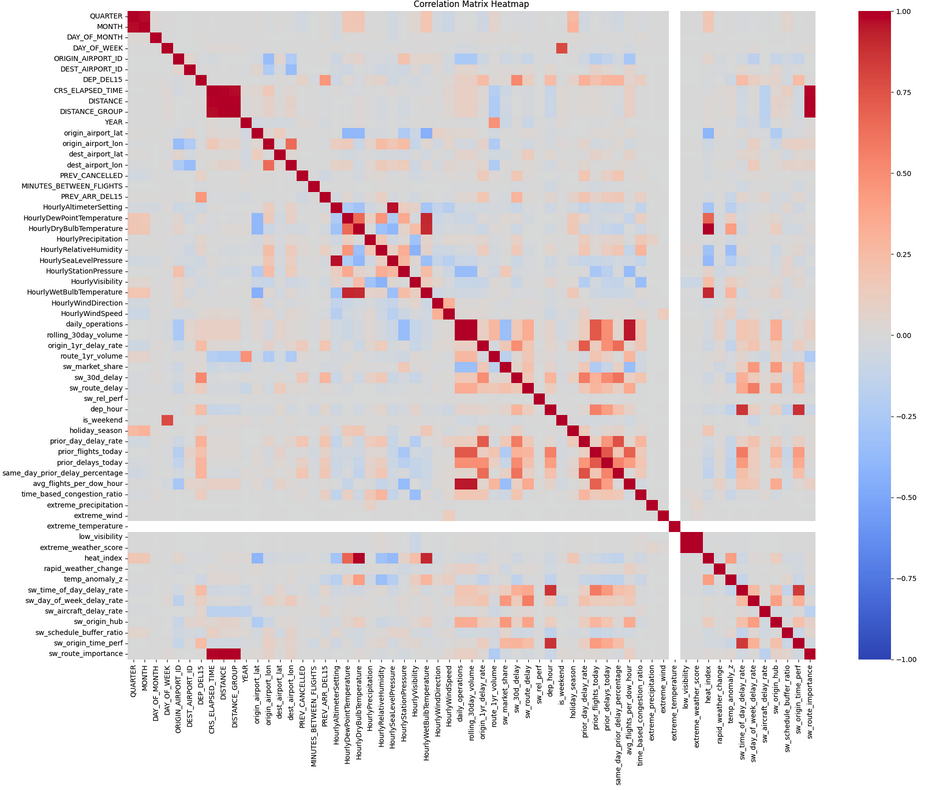 Correlation Matrix Heatmap
QUARTER
MONTH
DAY_OF_MONTH
DAY_OF_WEEK
ORIGIN_AIRPORT_ID
DEST_AIRPORT_ID
DEP_DEL15
CRS_ELAPSED_TIME
DISTANCE
DISTANCE_GROUP
YEAR
origin_airport_lat
origin_airport_lon
dest_airport_lat
dest_airport_lon
PREV_CANCELLED
MINUTES_BETWEEN_FLIGHTS
PREV_ARR_DEL15
HourlyAltimeterSetting
HourlyDewPointTemperature
HourlyDryBulbTemperature
HourlyPrecipitation
HourlyRelativeHumidity
HourlySeaLevelPressure
HourlyStationPressure
HourlyVisibility
HourlyWetBulbTemperature
HourlyWindDirection
HourlyWindSpeed
daily_operations
rolling_30day_volume
origin_1yr_delay_rate
route_1yr_volume
sw_market_share
sw_30d_delay
sw_route_delay
sw_rel_perf
dep_hour
is_weekend
holiday_season
prior_day_delay_rate
prior_flights_today
prior_delays_today
same_day_prior_delay_percentage
avg_flights_per_dow_hour
time_based_congestion_ratio
extreme_precipitation
extreme_wind
extreme_temperature
low_visibility
extreme_weather_score
heat_index
rapid_weather_change
temp_anomaly_z
sw_time_of_day_delay_rate
sw_day_of_week_delay_rate
sw_aircraft_delay_rate
sw_origin_hub
sw_schedule_buffer_ratio
sw_origin_time_perf
sw_route_importance
QUARTER
MONTH
DAY_OF_MONTH
DAY_OF_WEEK
ORIGIN_AIRPORT_ID
DEST_AIRPORT_ID
DEP_DEL15
CRS_ELAPSED_TIME
DISTANCE
DISTANCE_GROUP
YEAR
origin_airport_lat
origin_airport_lon
dest_airport_lat
dest_airport_lon
PREV_CANCELLED
MINUTES_BETWEEN_FLIGHTS
PREV_ARR_DEL15
HourlyAltimeterSetting
HourlyDewPointTemperature
HourlyDryBulbTemperature
HourlyPrecipitation
HourlyRelativeHumidity
HourlySeaLevelPressure
HourlyStationPressure
HourlyVisibility
HourlyWetBulbTemperature
HourlyWindDirection
HourlyWindSpeed
daily_operations
rolling_30day_volume
origin_1yr_delay_rate
route_1yr_volume
sw_market_share
sw_30d_delay
sw_route_delay
sw_rel_perf
dep_hour
is_weekend
holiday_season
prior_day_delay_rate
prior_flights_today
prior_delays_today
same_day_prior_delay_percentage
avg_flights_per_dow_hour
time_based_congestion_ratio
extreme_precipitation
extreme_wind
extreme_temperature
low_visibility
extreme_weather_score
heat_index
rapid_weather_change
temp_anomaly_z
sw_time_of_day_delay_rate
sw_day_of_week_delay_rate
sw_aircraft_delay_rate
sw_origin_hub
sw_schedule_buffer_ratio
sw_origin_time_perf
sw_route_importance
1.00
0.75
0.50
0.25
0.00
−0.25
−0.50
−0.75
−1.00